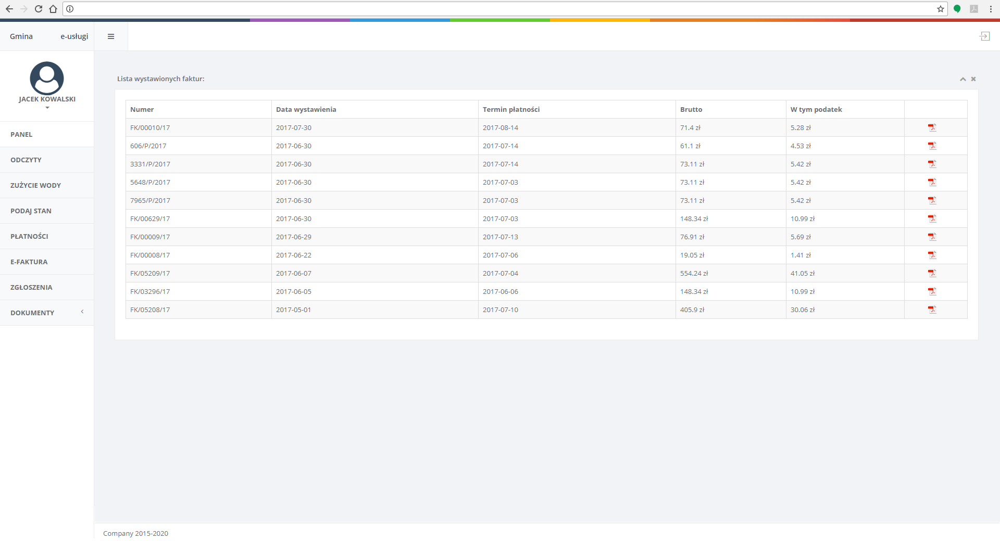 Gmina e-usługi
JACEK KOWALSKI
PANEL
ODCZYTY
ZUŻYCIE WODY
PODAJ STAN
PŁATNOŚCI
E-FAKTURA
ZGŁOSZENIA
DOKUMENTY
Lista wystawionych faktur:
Numer Data wystawienia Termin płatności Brutto W tym podatek
FK/00010/17 2017-07-30 2017-08-14 71.4 zł 5.28 zł
606/P/2017 2017-06-30 2017-07-14 61.1 zł 4.53 zł
3331/P/2017 2017-06-30 2017-07-14 73.11 zł 5.42 zł
5648/P/2017 2017-06-30 2017-07-03 73.11 zł 5.42 zł
7965/P/2017 2017-06-30 2017-07-03 73.11 zł 5.42 zł
FK/00629/17 2017-06-30 2017-07-03 148.34 zł 10.99 zł
FK/00009/17 2017-06-29 2017-07-13 76.91 zł 5.69 zł
FK/00008/17 2017-06-22 2017-07-06 19.05 zł 1.41 zł
FK/05209/17 2017-06-07 2017-07-04 554.24 zł 41.05 zł
FK/03296/17 2017-06-05 2017-06-06 148.34 zł 10.99 zł
FK/05208/17 2017-05-01 2017-07-10 405.9 zł 30.06 zł
Company 2015-2020